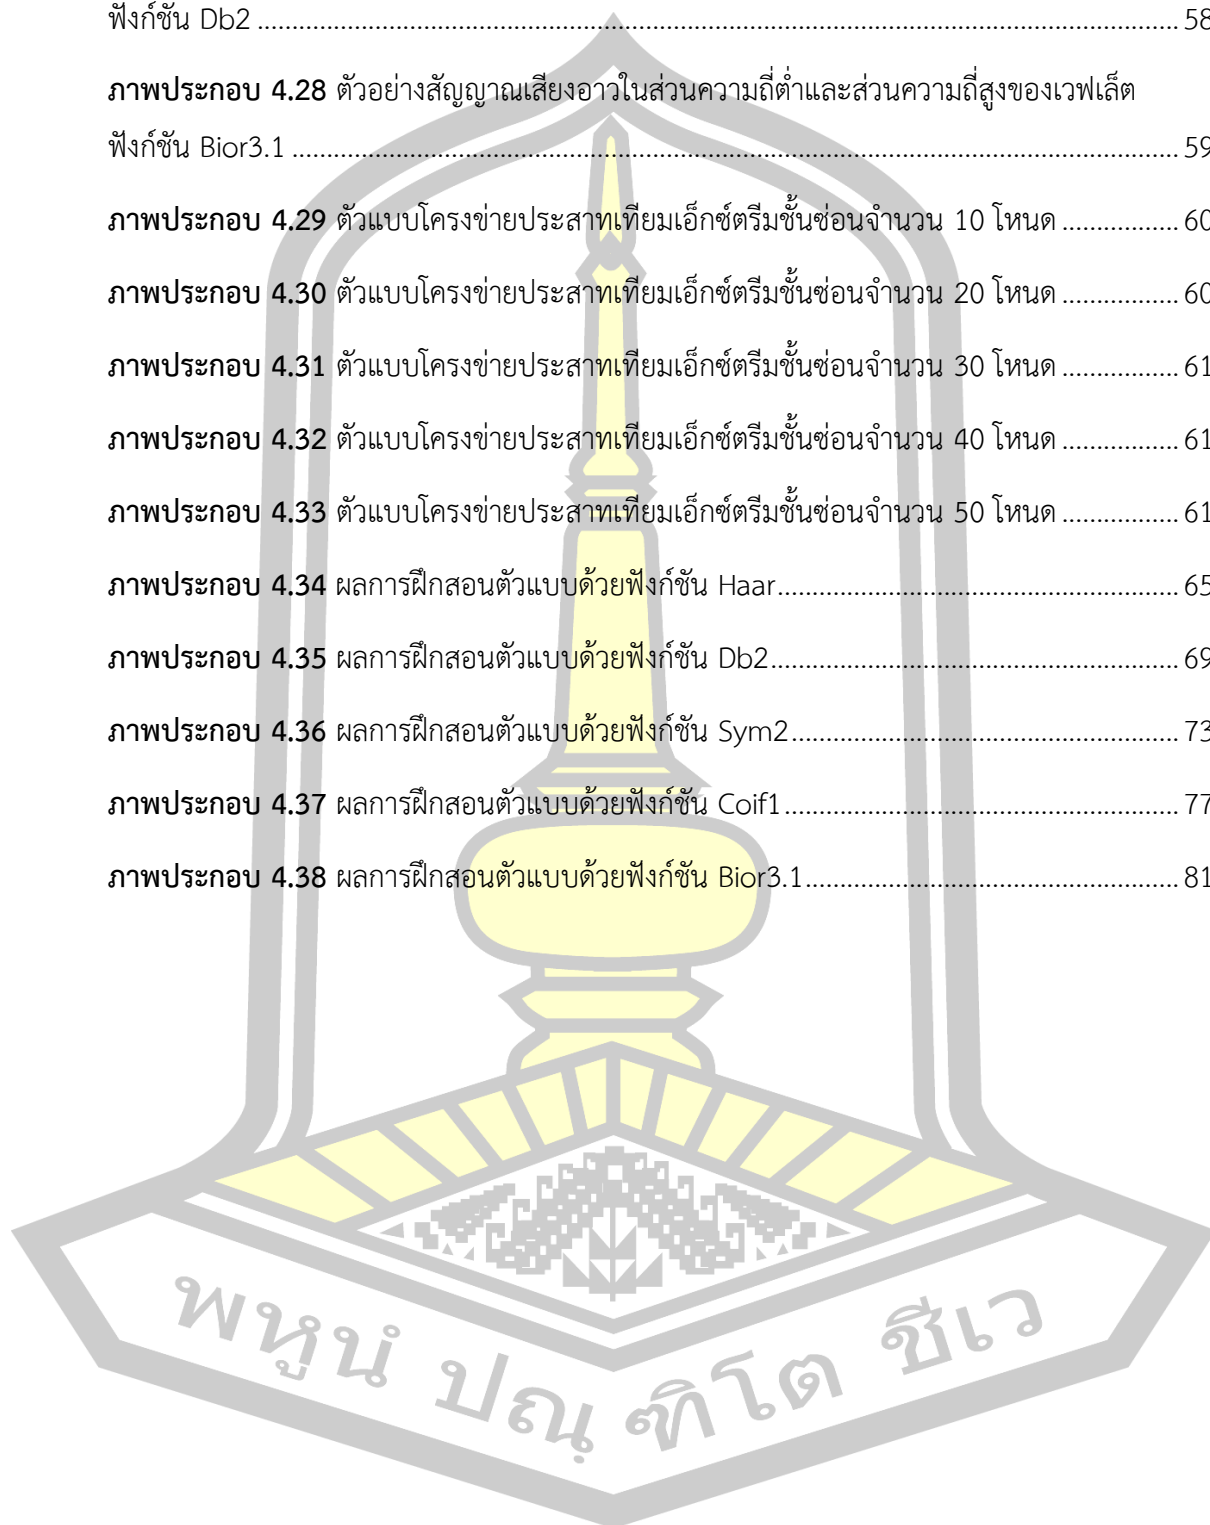 ฟังก์ชัน Db2 .......................................................................................................................... 58
ภาพประกอบ 4.28 ตัวอย่างสัญญาณเสียงอาวในส่วนความถี่ต่ำและส่วนความถี่สูงของเวฟเล็ต
ฟังก์ชัน Bior3.1 ..................................................................................................................... 59
ภาพประกอบ 4.29 ตัวแบบโครงข่ายประสาทเทียมเอ็กซ์ตรีมชั้นซ่อนจำนวน 10 โหนด ................ 60
ภาพประกอบ 4.30 ตัวแบบโครงข่ายประสาทเทียมเอ็กซ์ตรีมชั้นซ่อนจำนวน 20 โหนด ................ 60
ภาพประกอบ 4.31 ตัวแบบโครงข่ายประสาทเทียมเอ็กซ์ตรีมชั้นซ่อนจำนวน 30 โหนด ................ 61
ภาพประกอบ 4.32 ตัวแบบโครงข่ายประสาทเทียมเอ็กซ์ตรีมชั้นซ่อนจำนวน 40 โหนด ................ 61
ภาพประกอบ 4.33 ตัวแบบโครงข่ายประสาทเทียมเอ็กซ์ตรีมชั้นซ่อนจำนวน 50 โหนด ................ 61
ภาพประกอบ 4.34 ผลการฝึกสอนตัวแบบด้วยฟังก์ชัน Haar..................................................... 65
ภาพประกอบ 4.35 ผลการฝึกสอนตัวแบบด้วยฟังก์ชัน Db2...................................................... 69
ภาพประกอบ 4.36 ผลการฝึกสอนตัวแบบด้วยฟังก์ชัน Sym2................................................... 73
ภาพประกอบ 4.37 ผลการฝึกสอนตัวแบบด้วยฟังก์ชัน Coif1.................................................... 77
ภาพประกอบ 4.38 ผลการฝึกสอนตัวแบบด้วยฟังก์ชัน Bior3.1................................................. 81
พหูนํ ปณฺฑิโต ชีเว